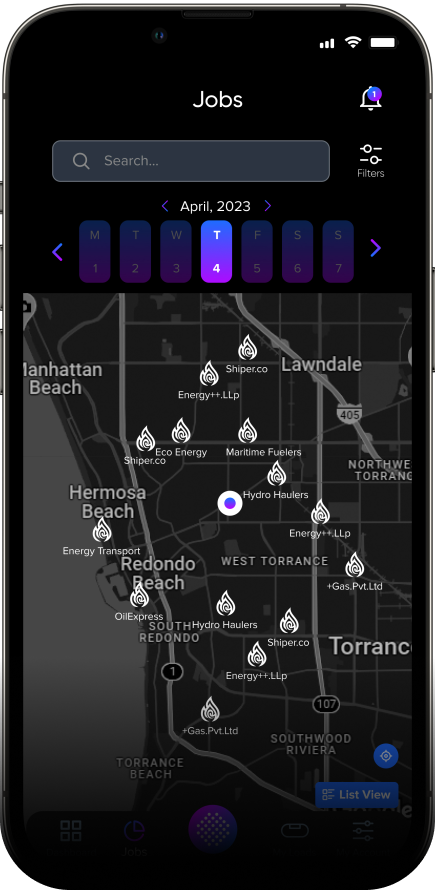 Jobs
1
Search...
Filters
April, 2023
M T W T F S S
1 2 3 4 5 6 7
Manhattan
Beach
Lawndale
Shiper.co
Energy++.LLp
405
Shiper.co
Eco Energy
Maritime Fuelers
NORTHWE
TORRANC
Hydro Haulers
Hermosa
Beach
Energy++.LLp
Energy Transport
Redondo
Beach
WEST TORRANCE
+Gas.Pvt.Ltd
OilExpress
SOUTH
REDONDO
Hydro Haulers
Shiper.co
Torranc
1
Energy++.LLp
107
+Gas.Pvt.Ltd
SOUTHWOOD
RIVIERA
TORRANCE
BEACH
List View
Jobs